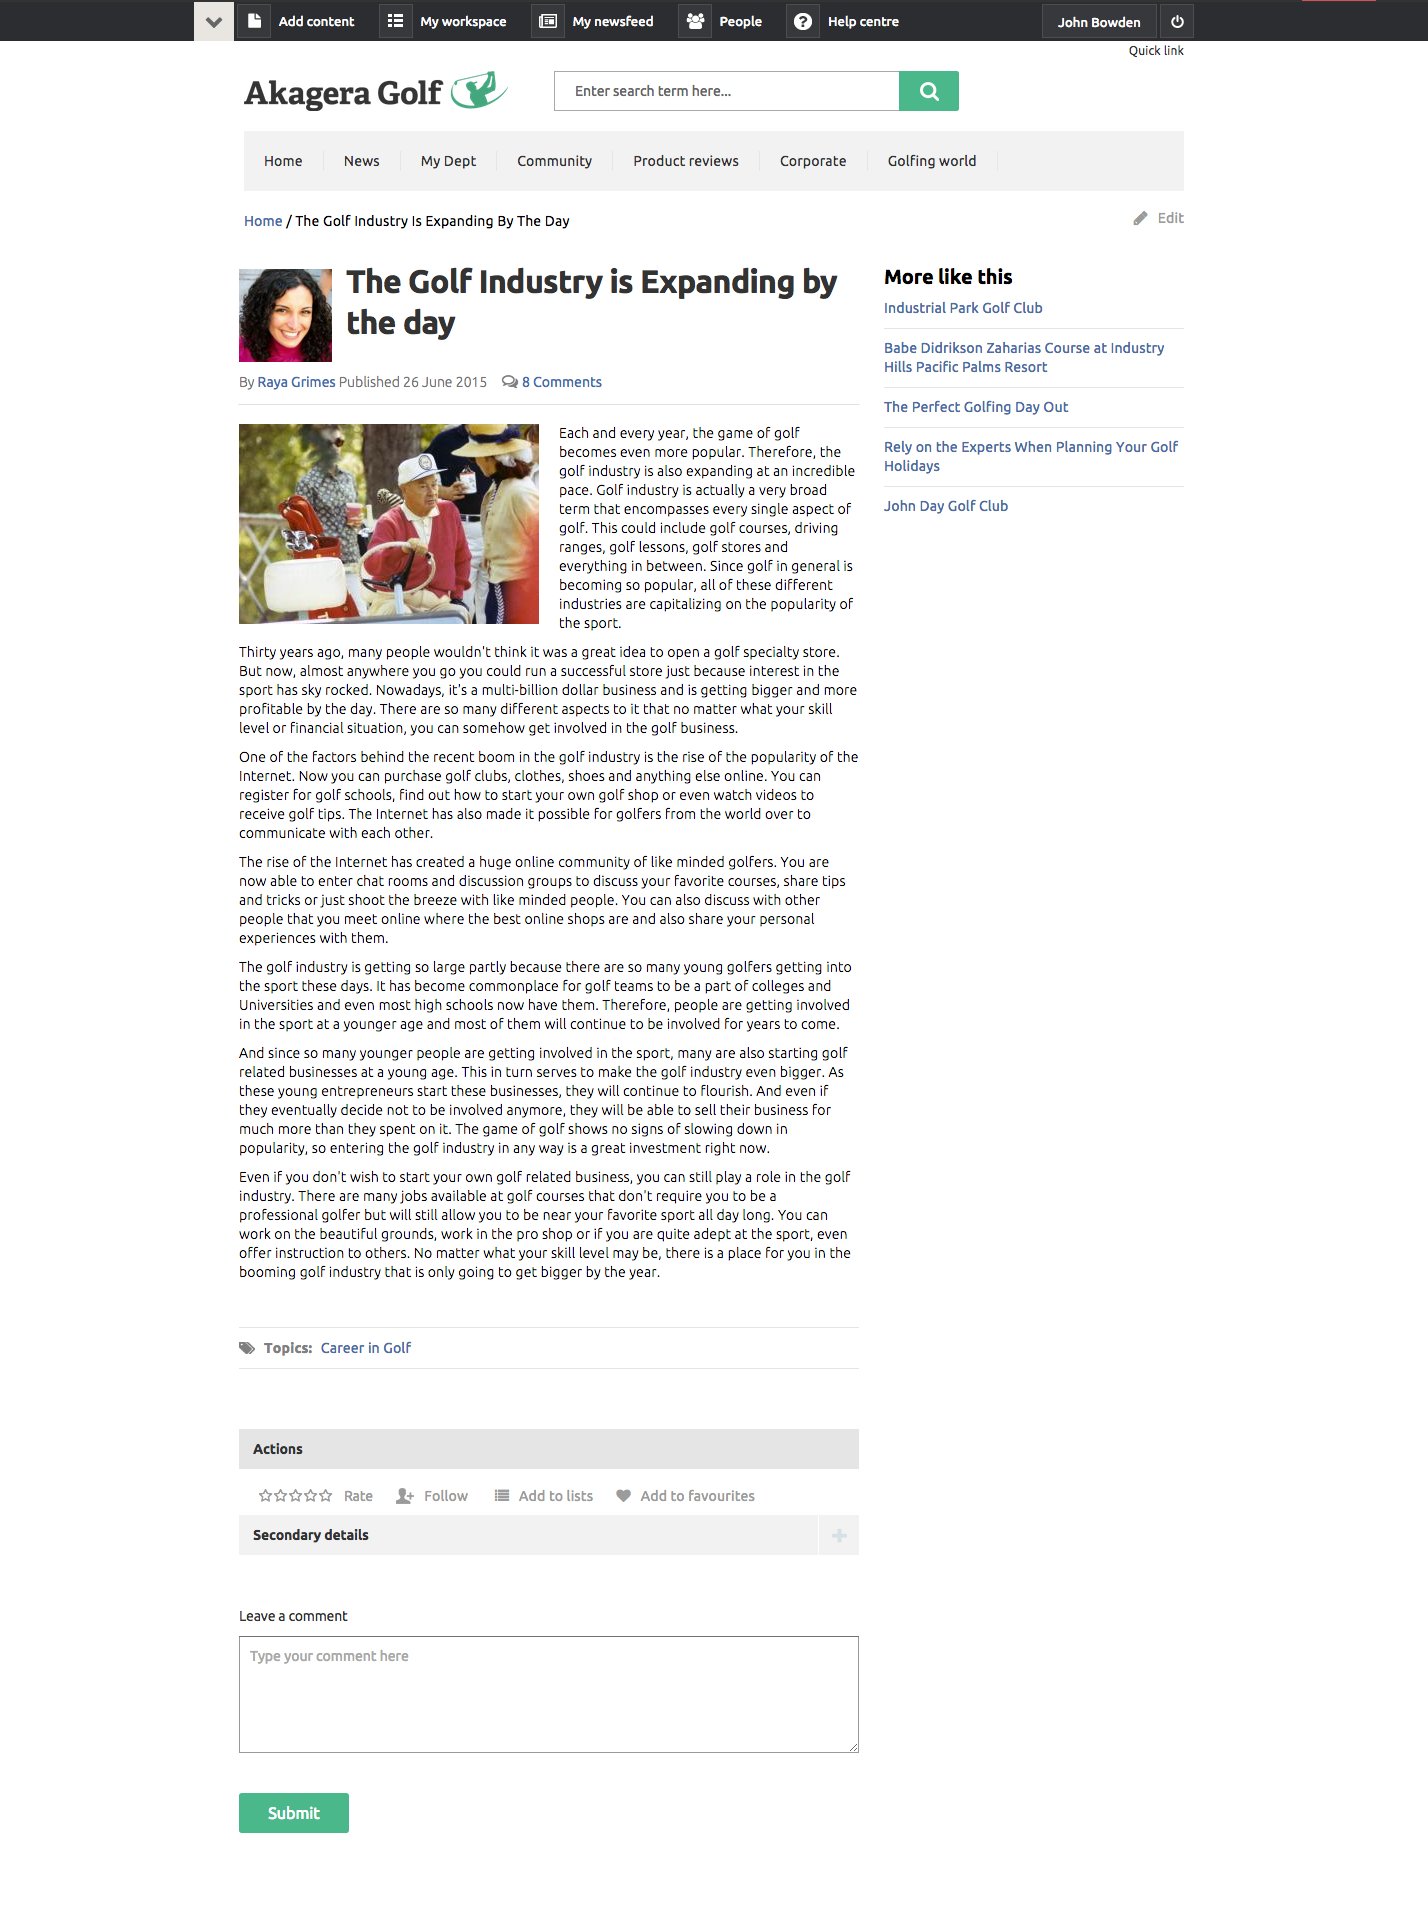 Add content
My workspace
My newsfeed
People
Help centre
John Bowden
Quick link
Akagera Golf
Enter search term here...
Home
News
My Dept
Community
Product reviews
Corporate
Golfing world
Home / The Golf Industry Is Expanding By The Day
Edit
The Golf Industry is Expanding by
the day
By Raya Grimes Published 26 June 2015
8 Comments
Each and every year, the game of golf
becomes even more popular. Therefore, the
golf industry is also expanding at an incredible
pace. Golf industry is actually a very broad
term that encompasses every single aspect of
golf. This could include golf courses, driving
ranges, golf lessons, golf stores and
everything in between. Since golf in general is
becoming so popular, all of these different
industries are capitalizing on the popularity of
the sport.
Thirty years ago, many people wouldn't think it was a great idea to open a golf specialty store.
But now, almost anywhere you go you could run a successful store just because interest in the
sport has sky rocked. Nowadays, it's a multi-billion dollar business and is getting bigger and more
profitable by the day. There are so many different aspects to it that no matter what your skill
level or financial situation, you can somehow get involved in the golf business.
One of the factors behind the recent boom in the golf industry is the rise of the popularity of the
Internet. Now you can purchase golf clubs, clothes, shoes and anything else online. You can
register for golf schools, find out how to start your own golf shop or even watch videos to
receive golf tips. The Internet has also made it possible for golfers from the world over to
communicate with each other.
The rise of the Internet has created a huge online community of like minded golfers. You are
now able to enter chat rooms and discussion groups to discuss your favorite courses, share tips
and tricks or just shoot the breeze with like minded people. You can also discuss with other
people that you meet online where the best online shops are and also share your personal
experiences with them.
The golf industry is getting so large partly because there are so many young golfers getting into
the sport these days. It has become commonplace for golf teams to be a part of colleges and
Universities and even most high schools now have them. Therefore, people are getting involved
in the sport at a younger age and most of them will continue to be involved for years to come.
And since so many younger people are getting involved in the sport, many are also starting golf
related businesses at a young age. This in turn serves to make the golf industry even bigger. As
these young entrepreneurs start these businesses, they will continue to flourish. And even if
they eventually decide not to be involved anymore, they will be able to sell their business for
much more than they spent on it. The game of golf shows no signs of slowing down in
popularity, so entering the golf industry in any way is a great investment right now.
Even if you don't wish to start your own golf related business, you can still play a role in the golf
industry. There are many jobs available at golf courses that don't require you to be a
professional golfer but will still allow you to be near your favorite sport all day long. You can
work on the beautiful grounds, work in the pro shop or if you are quite adept at the sport, even
offer instruction to others. No matter what your skill level may be, there is a place for you in the
booming golf industry that is only going to get bigger by the year.
Topics: Career in Golf
Actions
Rate
Follow
Add to lists
Add to favourites
Secondary details
Leave a comment
Type your comment here
Submit
More like this
Industrial Park Golf Club
Babe Didrikson Zaharias Course at Industry
Hills Pacific Palms Resort
The Perfect Golfing Day Out
Rely on the Experts When Planning Your Golf
Holidays
John Day Golf Club